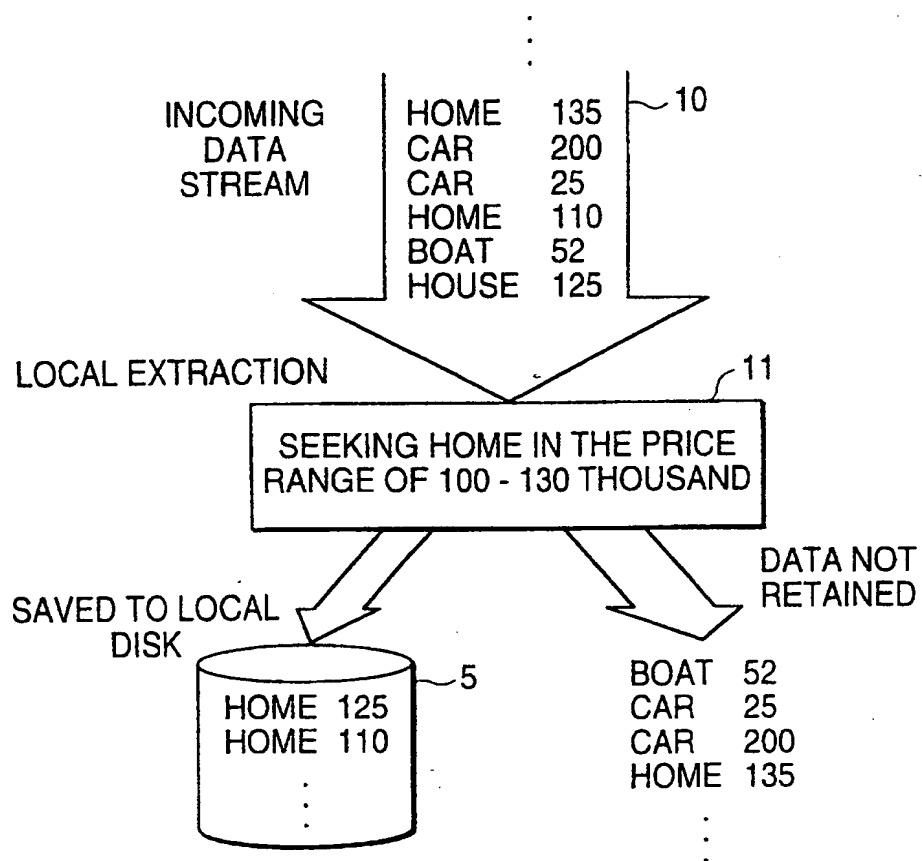 INCOMING
DATA
STREAM
HOME 135
CAR 200
CAR 25
HOME 110
BOAT 52
HOUSE 125
10
LOCAL EXTRACTION
11
SEEKING HOME IN THE PRICE
RANGE OF 100 - 130 THOUSAND
DATA NOT
RETAINED
SAVED TO LOCAL
DISK
5
HOME 125
HOME 110
BOAT 52
CAR 25
CAR 200
HOME 135